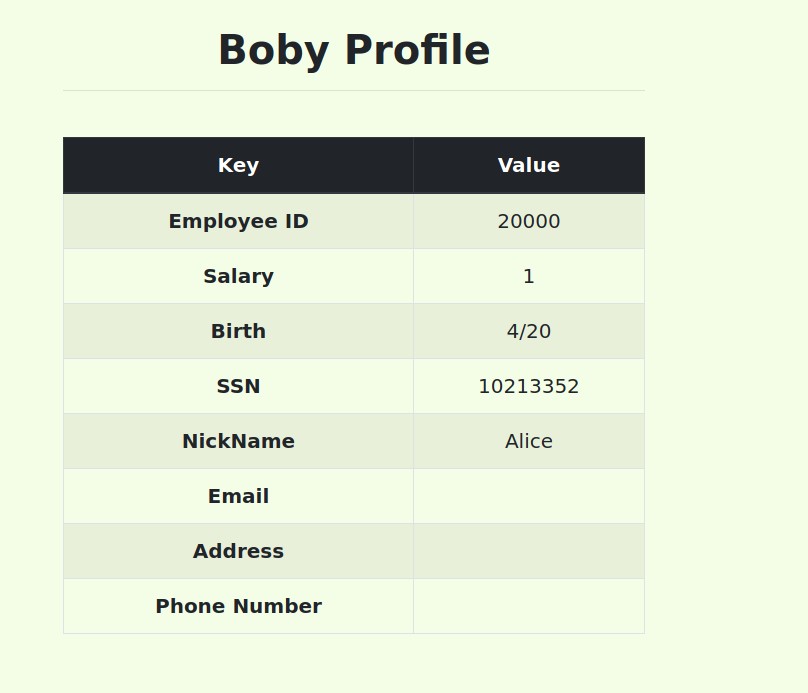 Boby Profile
Key Value
Employee ID 20000
Salary 1
Birth 4/20
SSN 10213352
NickName Alice
Email
Address
Phone Number